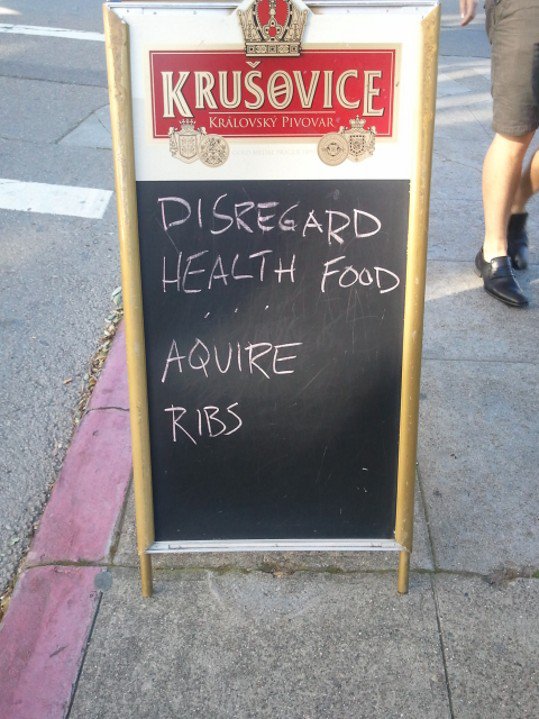 KRUŠOVICE
KRÁLOVSKÝ PIVOVAR
DISREGARD
HEALTH FOOD
...
AQUIRE
RIBS